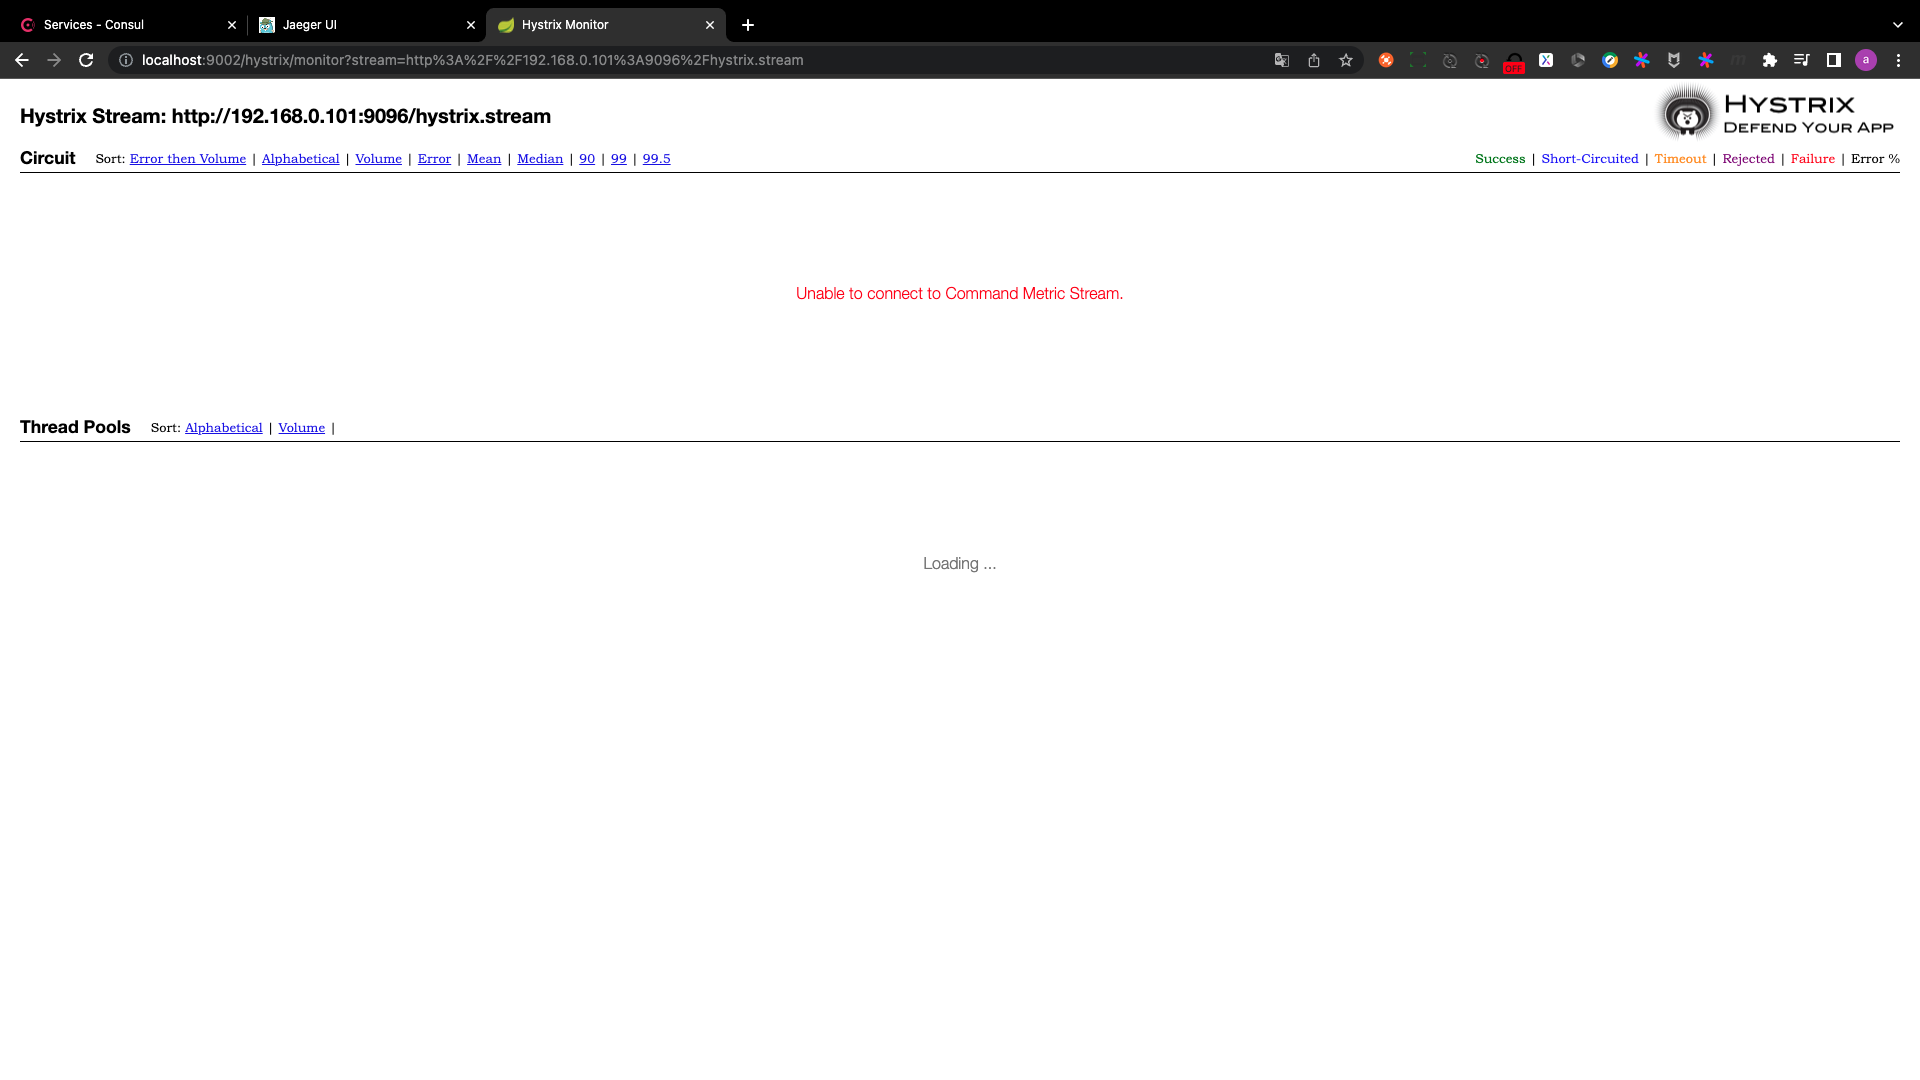 Services - Consul
Jaeger UI
Hystrix Monitor
localhost:9002/hystrix/monitor?stream=http%3A%2F%2F192.168.0.101%3A9096%2Fhystrix.stream
OFF
a
Hystrix Stream: http://192.168.0.101:9096/hystrix.stream
HYSTRIX
DEFEND YOUR APP
Circuit Sort: Error then Volume | Alphabetical | Volume | Error | Mean | Median | 90 | 99 | 99.5
Success | Short-Circuited | Timeout | Rejected | Failure | Error %
Unable to connect to Command Metric Stream.
Thread Pools Sort: Alphabetical | Volume |
Loading ...